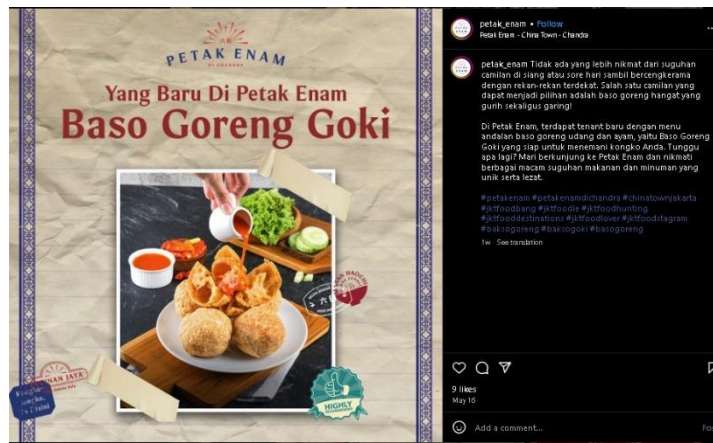 PETAK ENAM
Yang Baru Di Petak Enam
Baso Goreng Goki
HIGHLY
petak_enam • Follow
Petak Enam - China Town - Chandra
petak_enam Tidak ada yang lebih nikmat dari suguhan
camilan di siang atau sore hari sambil bercengkerama
dengan rekan-rekan terdekat. Salah satu camilan yang
dapat menjadi pilihan adalah baso goreng hangat yang
gurih sekaligus garing!
Di Petak Enam, terdapat tenant baru dengan menu
andalan baso goreng udang dan ayam, yaitu Baso Goreng
Goki yang siap untuk menemani kongko Anda. Tunggu
apa lagi? Mari berkunjung ke Petak Enam dan nikmati
berbagai macam suguhan makanan dan minuman yang
unik serta lezat.
#petakenam #petakenamdichandra #chinatownjakarta
#jktfoodbang #jktfoodie #jktfoodhunting
#jktfooddestinations #jktfoodlover #jktfoodstagram
#baksogoreng #baksogoki #basogoreng
1w See translation
9 likes
May 16
Add a comment...